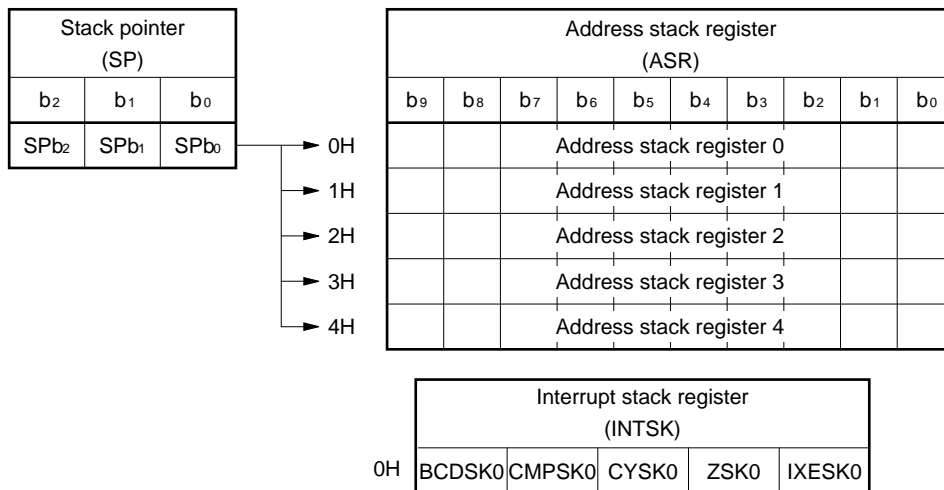 Stack pointer
(SP)
b2 b1 b0
SPb2 SPb1 SPb0
Address stack register
(ASR)
b9 b8 b7 b6 b5 b4 b3 b2 b1 b0
0H Address stack register 0
1H Address stack register 1
2H Address stack register 2
3H Address stack register 3
4H Address stack register 4
Interrupt stack register
(INTSK)
0H BCDSK0 CMPSK0 CYSK0 ZSK0 IXESK0